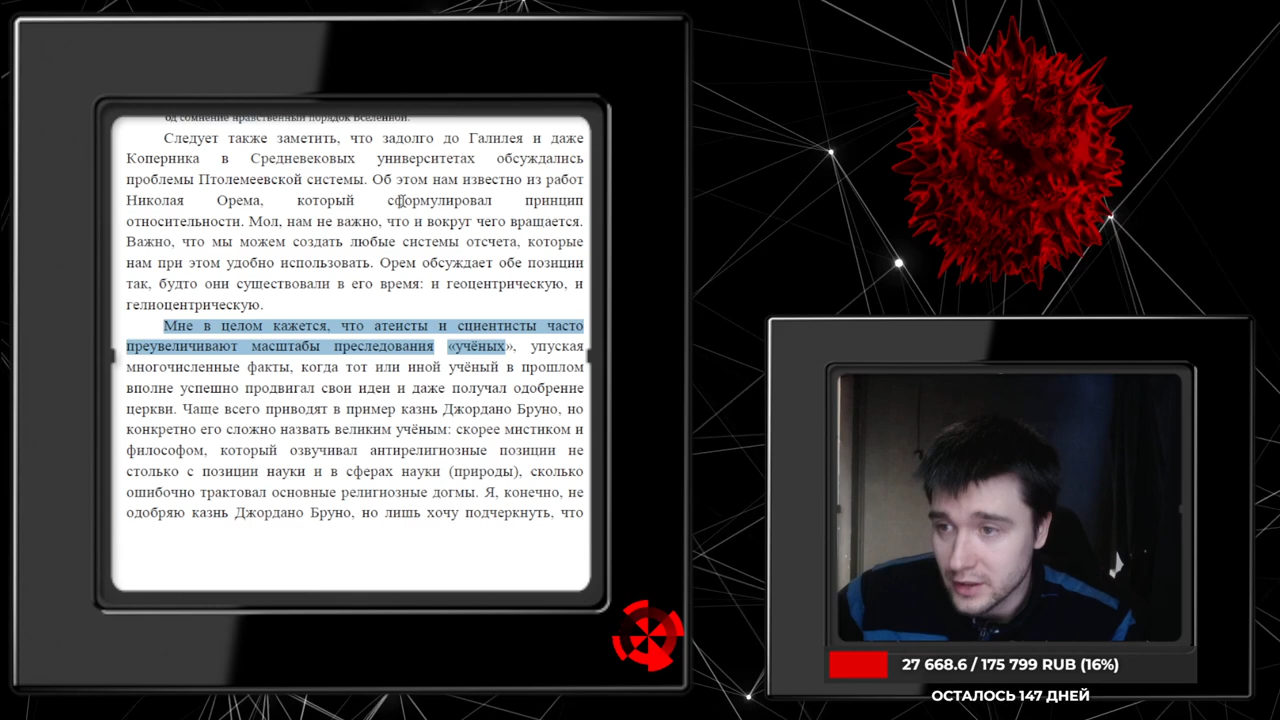 од сомнение нравственный порядок Вселенной.
Следует также заметить, что задолго до Галилея и даже
Коперника в Средневековых университетах обсуждались
проблемы Птолемеевской системы. Об этом нам известно из работ
Николая Орема, который сформулировал принцип
относительности. Мол, нам не важно, что и вокруг чего вращается.
Важно, что мы можем создать любые системы отсчета, которые
нам при этом удобно использовать. Орем обсуждает обе позиции
так, будто они существовали в его время: и геоцентрическую, и
гелиоцентрическую.
Мне в целом кажется, что атеисты и сциентисты часто
преувеличивают масштабы преследования «учёных», упуская
многочисленные факты, когда тот или иной учёный в прошлом
вполне успешно продвигал свои идеи и даже получал одобрение
церкви. Чаще всего приводят в пример казнь Джордано Бруно, но
конкретно его сложно назвать великим учёным: скорее мистиком и
философом, который озвучивал антирелигиозные позиции не
столько с позиции науки и в сферах науки (природы), сколько
ошибочно трактовал основные религиозные догмы. Я, конечно, не
одобряю казнь Джордано Бруно, но лишь хочу подчеркнуть, что
27 668.6 / 175 799 RUB (16%)
ОСТАЛОСЬ 147 ДНЕЙ